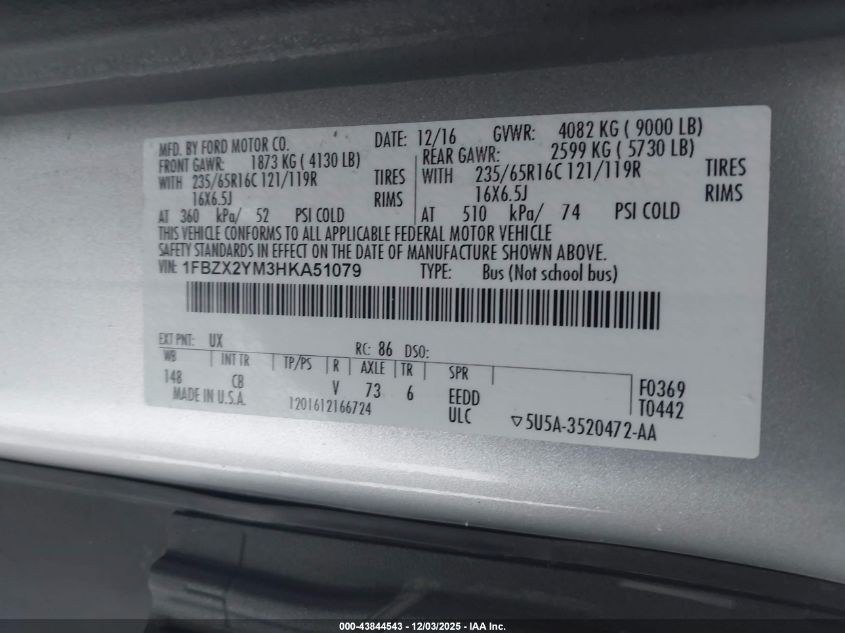 MFD. BY FORD MOTOR CO. DATE: 12/16 GVWR: 4082 KG ( 9000 LB)
FRONT GAWR: 1873 KG ( 4130 LB) REAR GAWR: 2599 KG ( 5730 LB)
WITH 235/65R16C 121/119R TIRES WITH 235/65R16C 121/119R TIRES
16X6.5J RIMS 16X6.5J RIMS
AT 360 kPa/ 52 PSI COLD AT 510 kPa/ 74 PSI COLD
THIS VEHICLE CONFORMS TO ALL APPLICABLE FEDERAL MOTOR VEHICLE
SAFETY STANDARDS IN EFFECT ON THE DATE OF MANUFACTURE SHOWN ABOVE.
VIN: 1FBZX2YM3HKA51079 TYPE: Bus (Not school bus)
EXT PNT: UX RC: 86 DSO:
WB INT TR TP/PS R AXLE TR SPR
148 CB V 73 6 EEDD F0369
MADE IN U.S.A. 1201612166724 ULC T0442
5U5A-3520472-AA
000-43844543 - 12/03/2025 - IAA Inc.